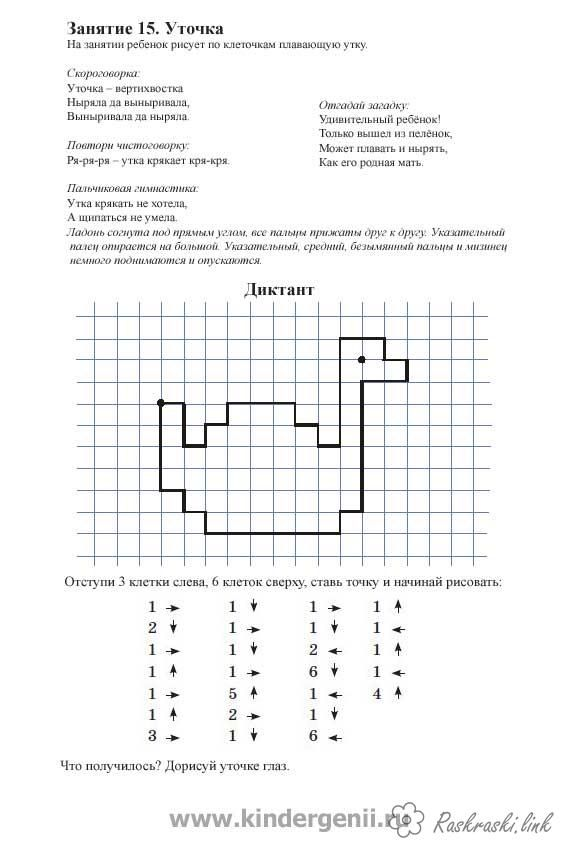 Занятие 15. Уточка
На занятии ребенок рисует по клеточкам плавающую утку.
Скороговорка:
Уточка – вертихвостка
Ныряла да выныривала,
Выныривала да ныряла.
Повтори чистоговорку:
Ря-ря-ря – утка крякает кря-кря.
Отгадай загадку:
Удивительный ребёнок!
Только вышел из пелёнок,
Может плавать и нырять,
Как его родная мать.
Пальчиковая гимнастика:
Утка крякать не хотела,
А щипаться не умела.
Ладонь согнута под прямым углом, все пальцы прижаты друг к другу. Указательный
палец опирается на большой. Указательный, средний, безымянный пальцы и мизинец
немного поднимаются и опускаются.
Диктант
Отступи 3 клетки слева, 6 клеток сверху, ставь точку и начинай рисовать:
1 → 1 ↓ 1 → 1 ↑
2 ↓ 1 → 1 ↓ 1 ←
1 → 1 ↓ 2 ← 1 ↑
1 ↑ 1 → 6 ↓ 1 ←
1 → 5 ↑ 1 ← 4 ↑
1 ↑ 2 → 1 ↓
3 → 1 ↓ 6 ←
Что получилось? Дорисуй уточке глаз.
www.kindergenii.ru
Raskraski.link